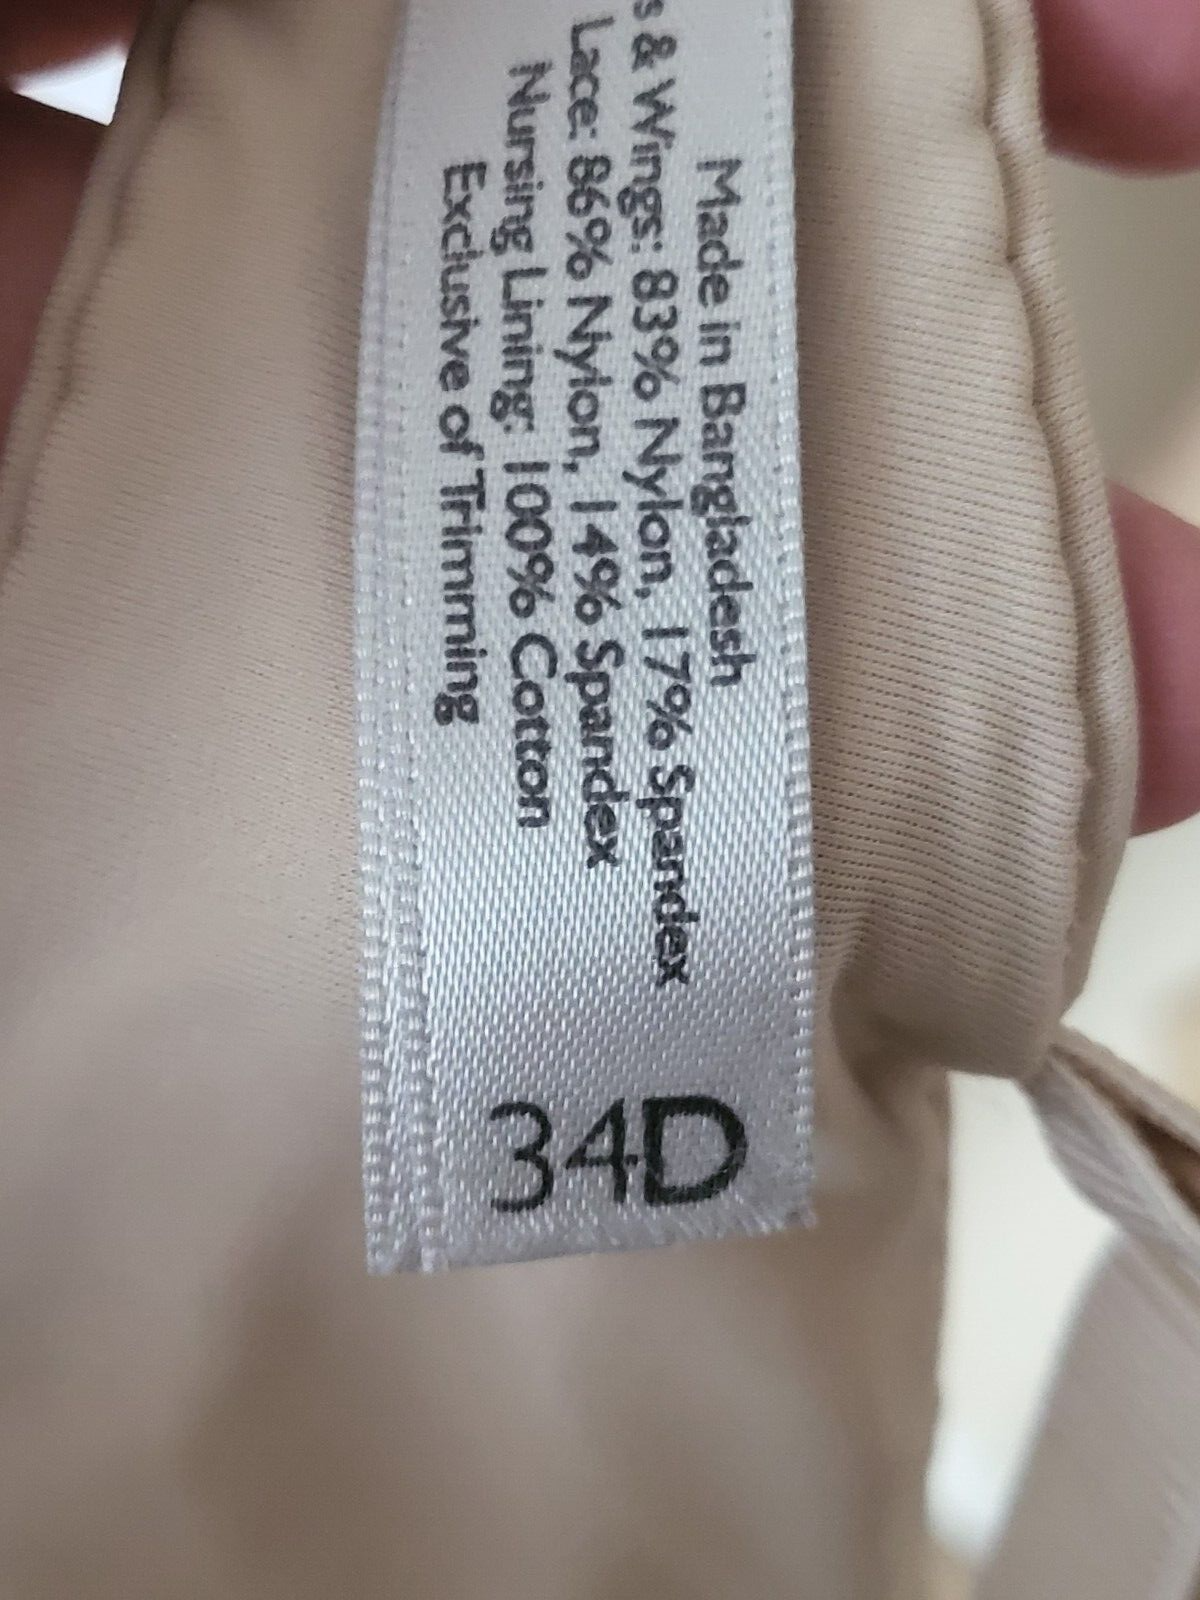 Made in Bangladesh
s & Wings: 83% Nylon, 17% Spandex
Lace: 86% Nylon, 14% Spandex
Nursing Lining: 100% Cotton
Exclusive of Trimming
34D